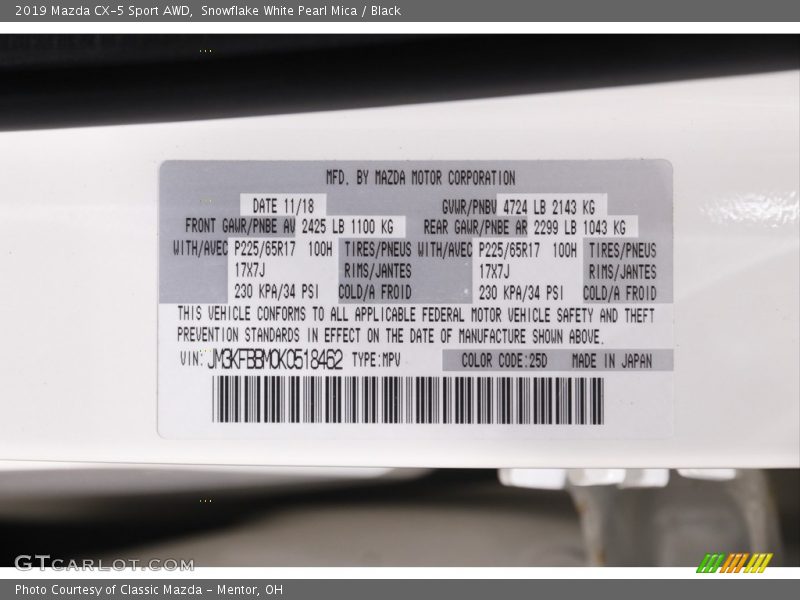 2019 Mazda CX-5 Sport AWD, Snowflake White Pearl Mica / Black
MFD. BY MAZDA MOTOR CORPORATION
DATE 11/18 GVWR/PNBV 4724 LB 2143 KG
FRONT GAWR/PNBE AV 2425 LB 1100 KG REAR GAWR/PNBE AR 2299 LB 1043 KG
WITH/AVEC P225/65R17 100H TIRES/PNEUS WITH/AVEC P225/65R17 100H TIRES/PNEUS
17X7J RIMS/JANTES 17X7J RIMS/JANTES
230 KPA/34 PSI COLD/A FROID 230 KPA/34 PSI COLD/A FROID
THIS VEHICLE CONFORMS TO ALL APPLICABLE FEDERAL MOTOR VEHICLE SAFETY AND THEFT
PREVENTION STANDARDS IN EFFECT ON THE DATE OF MANUFACTURE SHOWN ABOVE.
VIN: JM3KFBBM0K0518462 TYPE:MPV COLOR CODE:25D MADE IN JAPAN
GTCARLOT.COM
Photo Courtesy of Classic Mazda - Mentor, OH